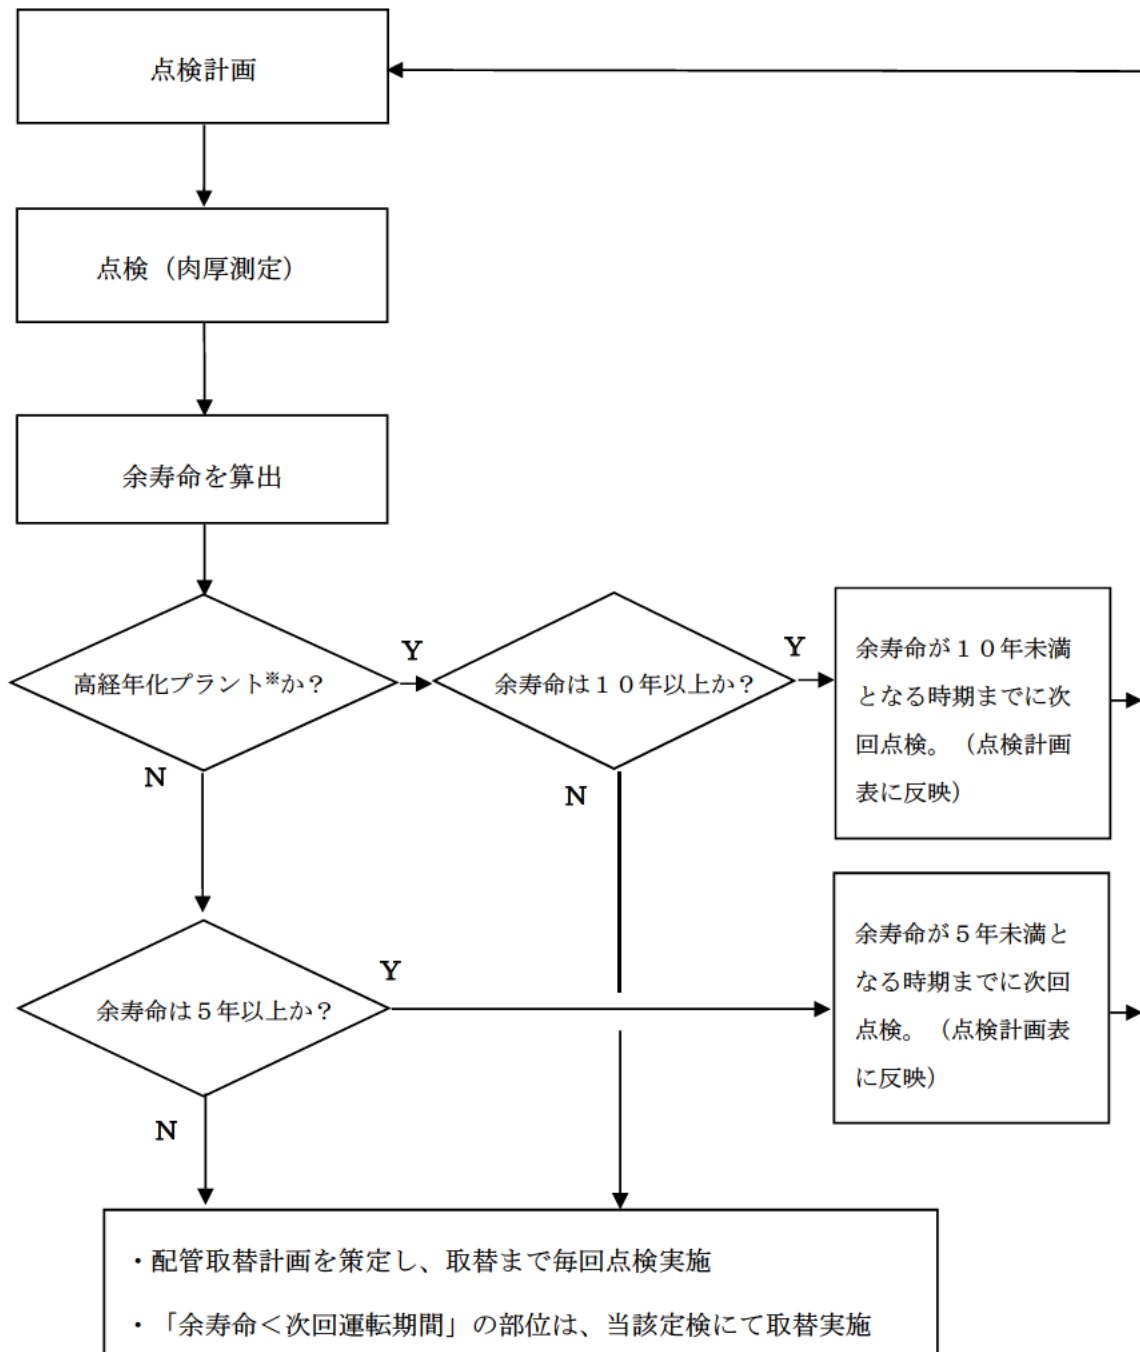 点検計画
点検（肉厚測定）
余寿命を算出
高経年化プラント※か？
Y
N
余寿命は１０年以上か？
Y
N
余寿命が１０年未満
となる時期までに次
回点検。（点検計画
表に反映）
余寿命は５年以上か？
Y
N
余寿命が５年未満と
なる時期までに次回
点検。（点検計画表
に反映）
・配管取替計画を策定し、取替まで毎回点検実施
・「余寿命＜次回運転期間」の部位は、当該定検にて取替実施